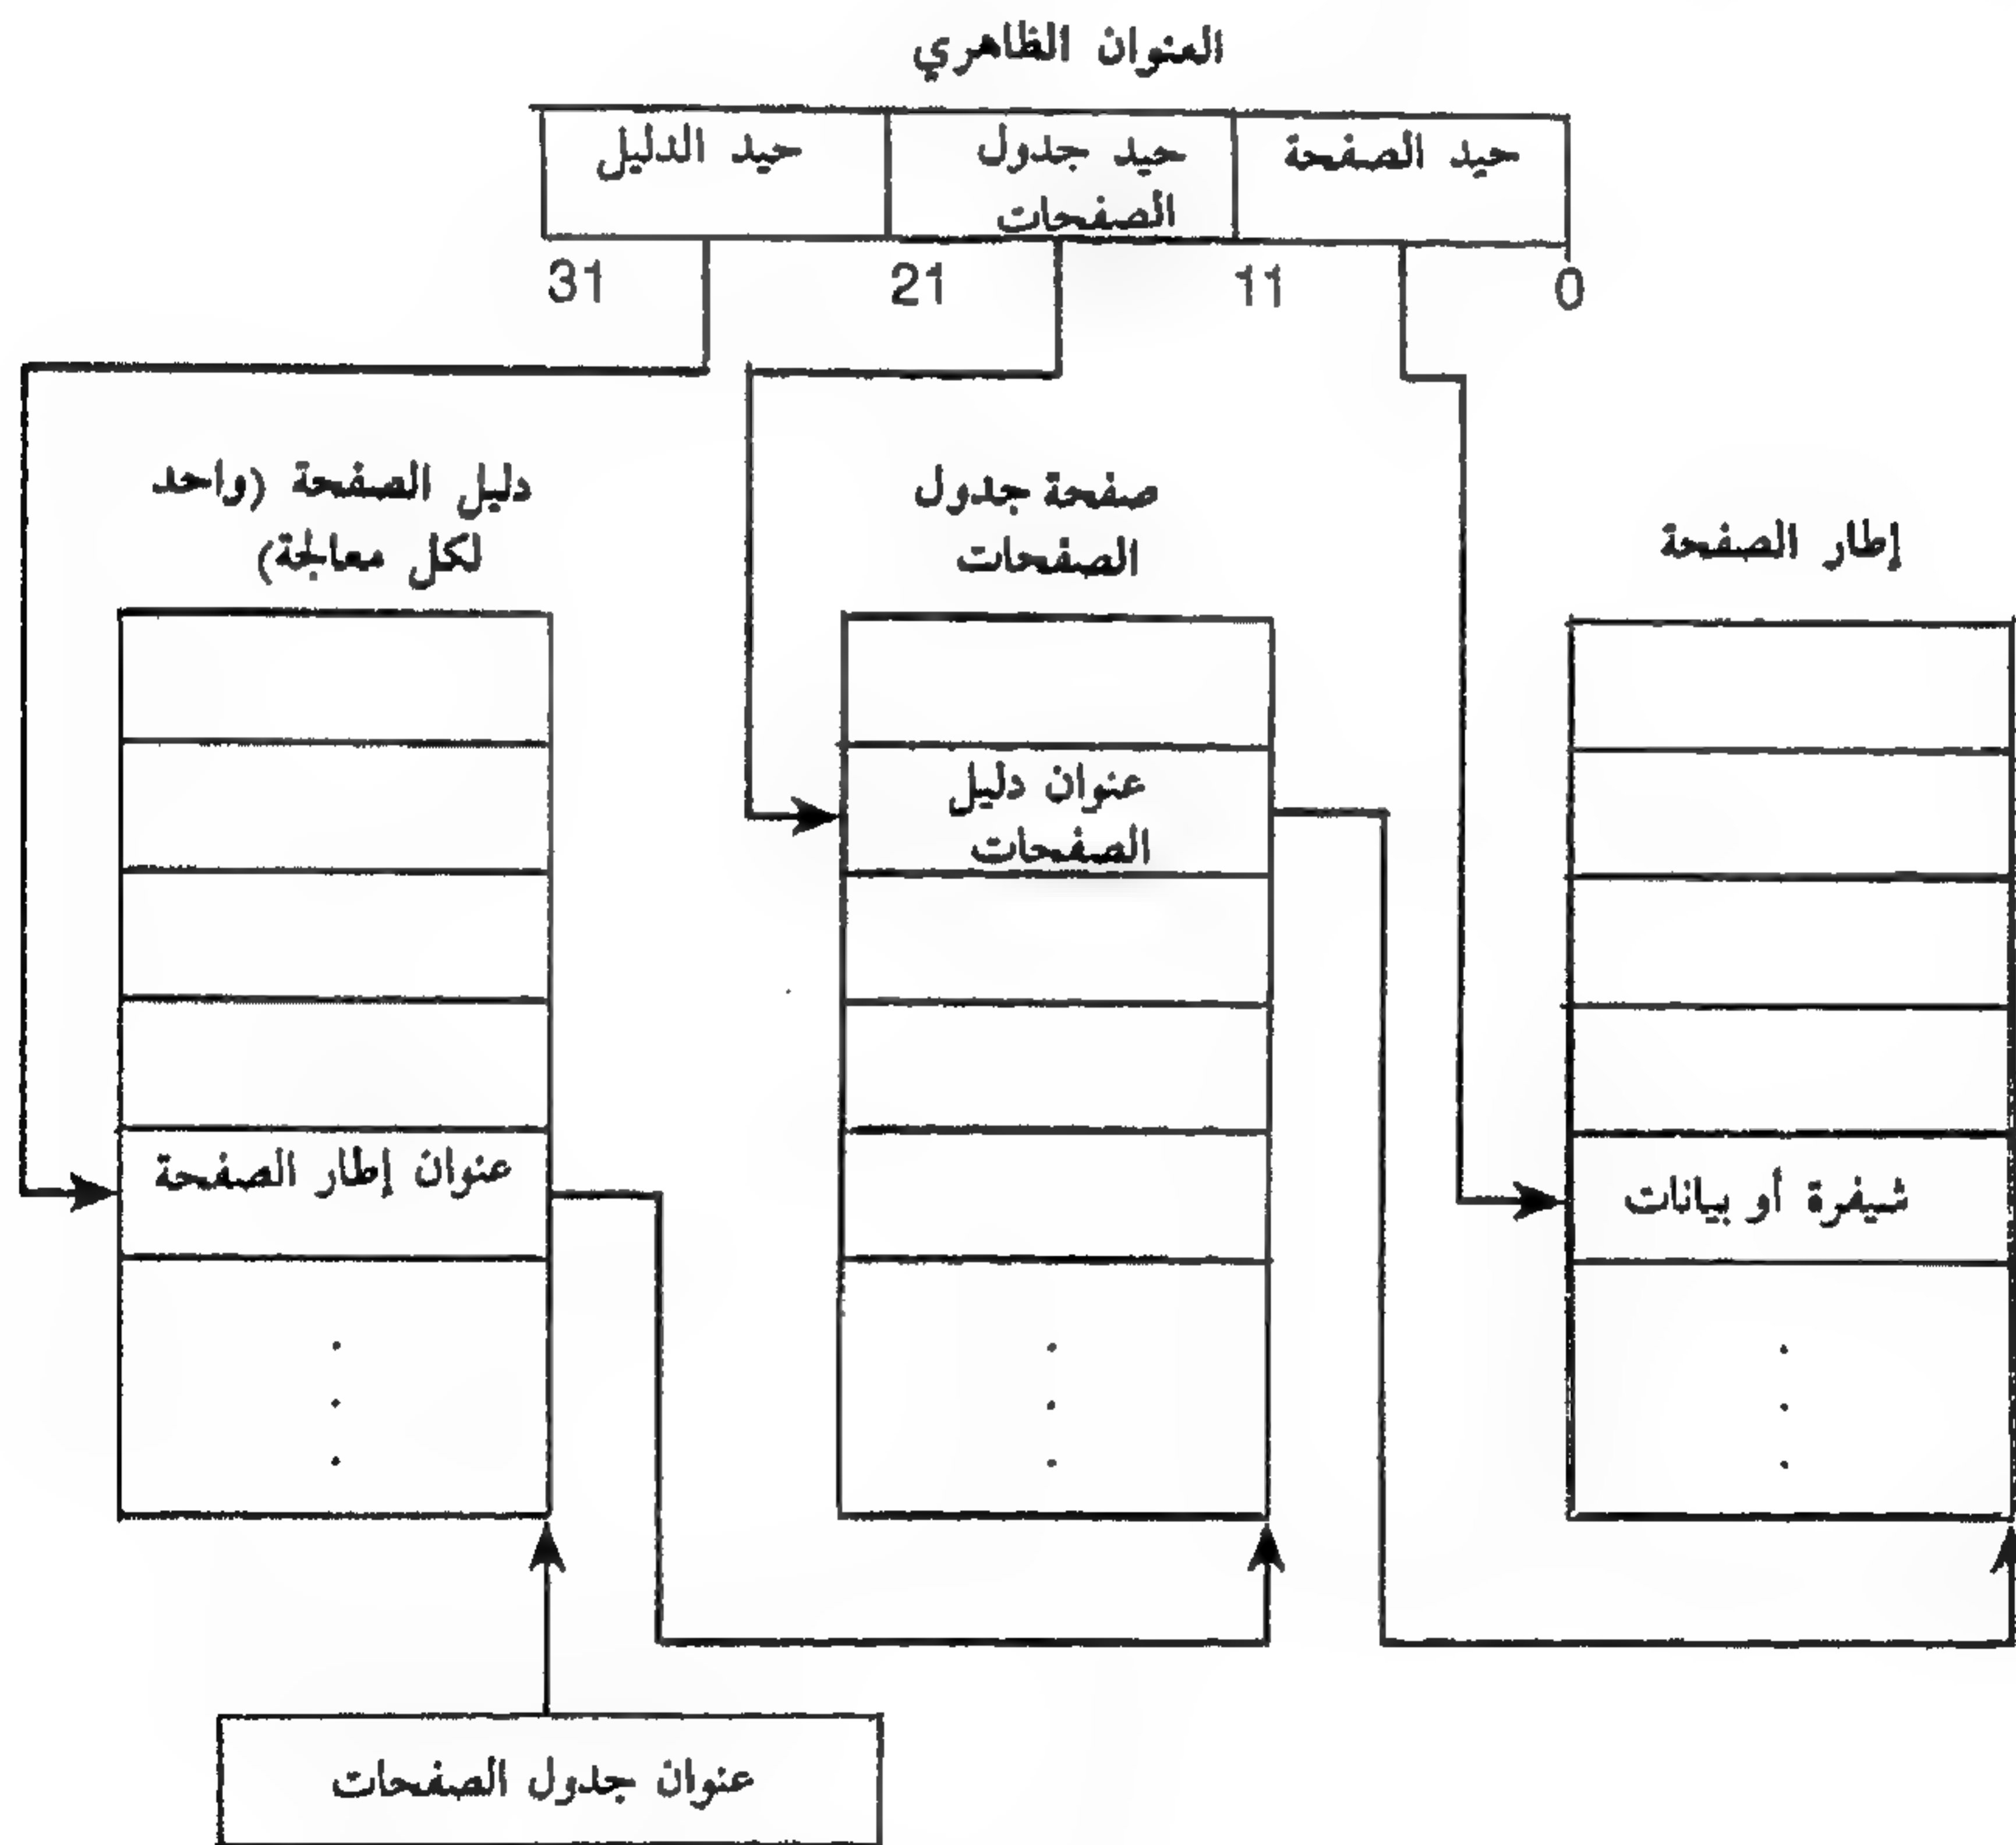 العنوان الظاهري
حيد الدليل
حيد جدول
الصفحات
حيد الصفحة
31
21
11
0
دليل الصفحة (واحد
لكل معالجة)
صفحة جدول
الصفحات
إطار الصفحة
عنوان دليل
الصفحات
عنوان إطار الصفحة
شيفرة أو بيانات
عنوان جدول الصفحات